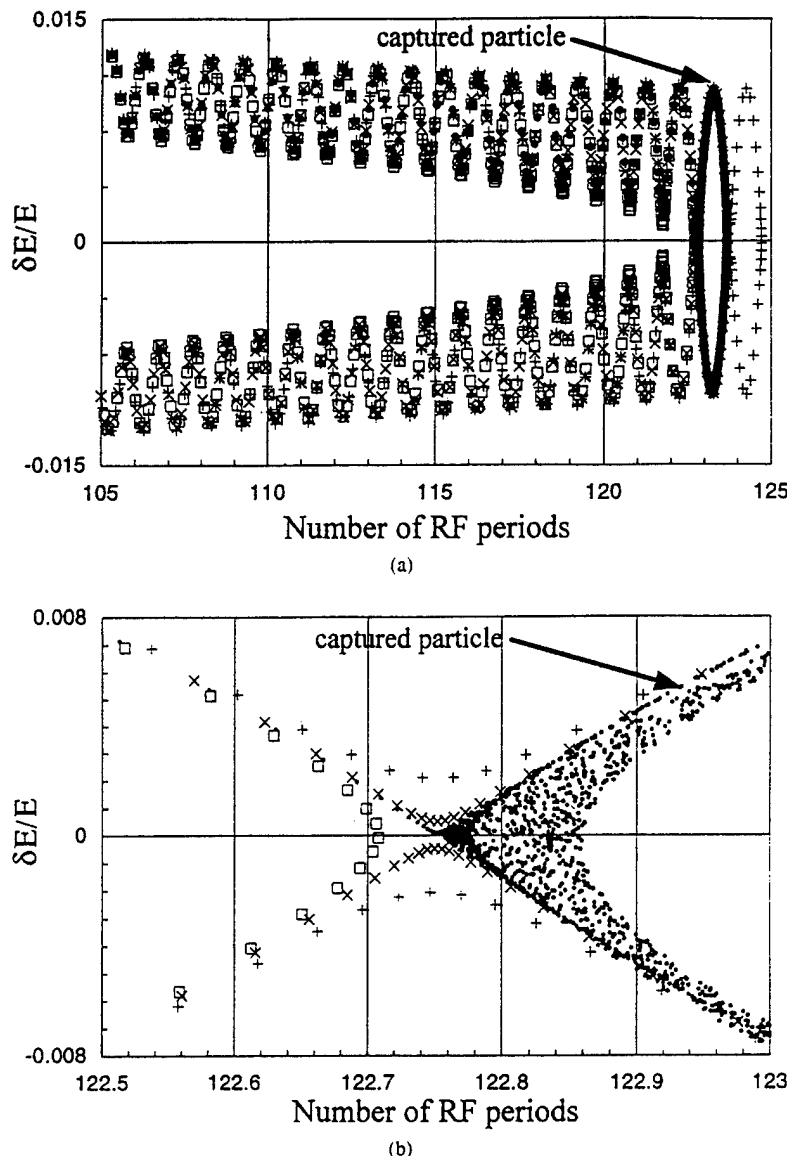 0.015
captured particle
δE/E
0
-0.015
105 110 115 120 125
Number of RF periods
(a)
0.008
captured particle
δE/E
0
-0.008
122.5 122.6 122.7 122.8 122.9 123
Number of RF periods
(b)